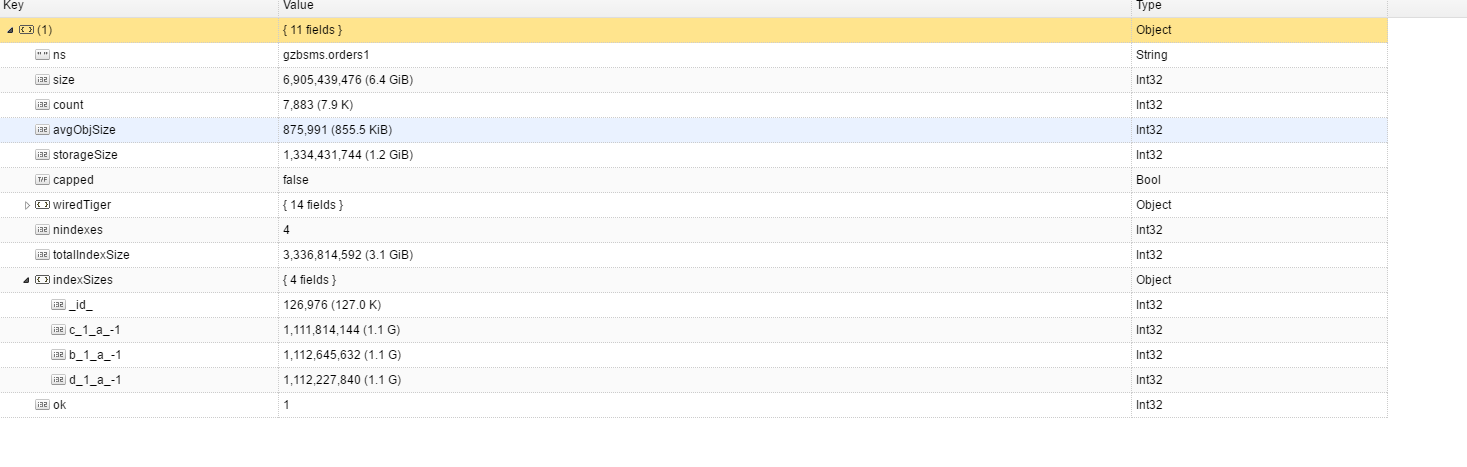 Key Value Type
(1) { 11 fields } Object
ns gzbsms.orders1 String
size 6,905,439,476 (6.4 GiB) Int32
count 7,883 (7.9 K) Int32
avgObjSize 875,991 (855.5 KiB) Int32
storageSize 1,334,431,744 (1.2 GiB) Int32
capped false Bool
wiredTiger { 14 fields } Object
nindexes 4 Int32
totalIndexSize 3,336,814,592 (3.1 GiB) Int32
indexSizes { 4 fields } Object
_id_ 126,976 (127.0 K) Int32
c_1_a_-1 1,111,814,144 (1.1 G) Int32
b_1_a_-1 1,112,645,632 (1.1 G) Int32
d_1_a_-1 1,112,227,840 (1.1 G) Int32
ok 1 Int32